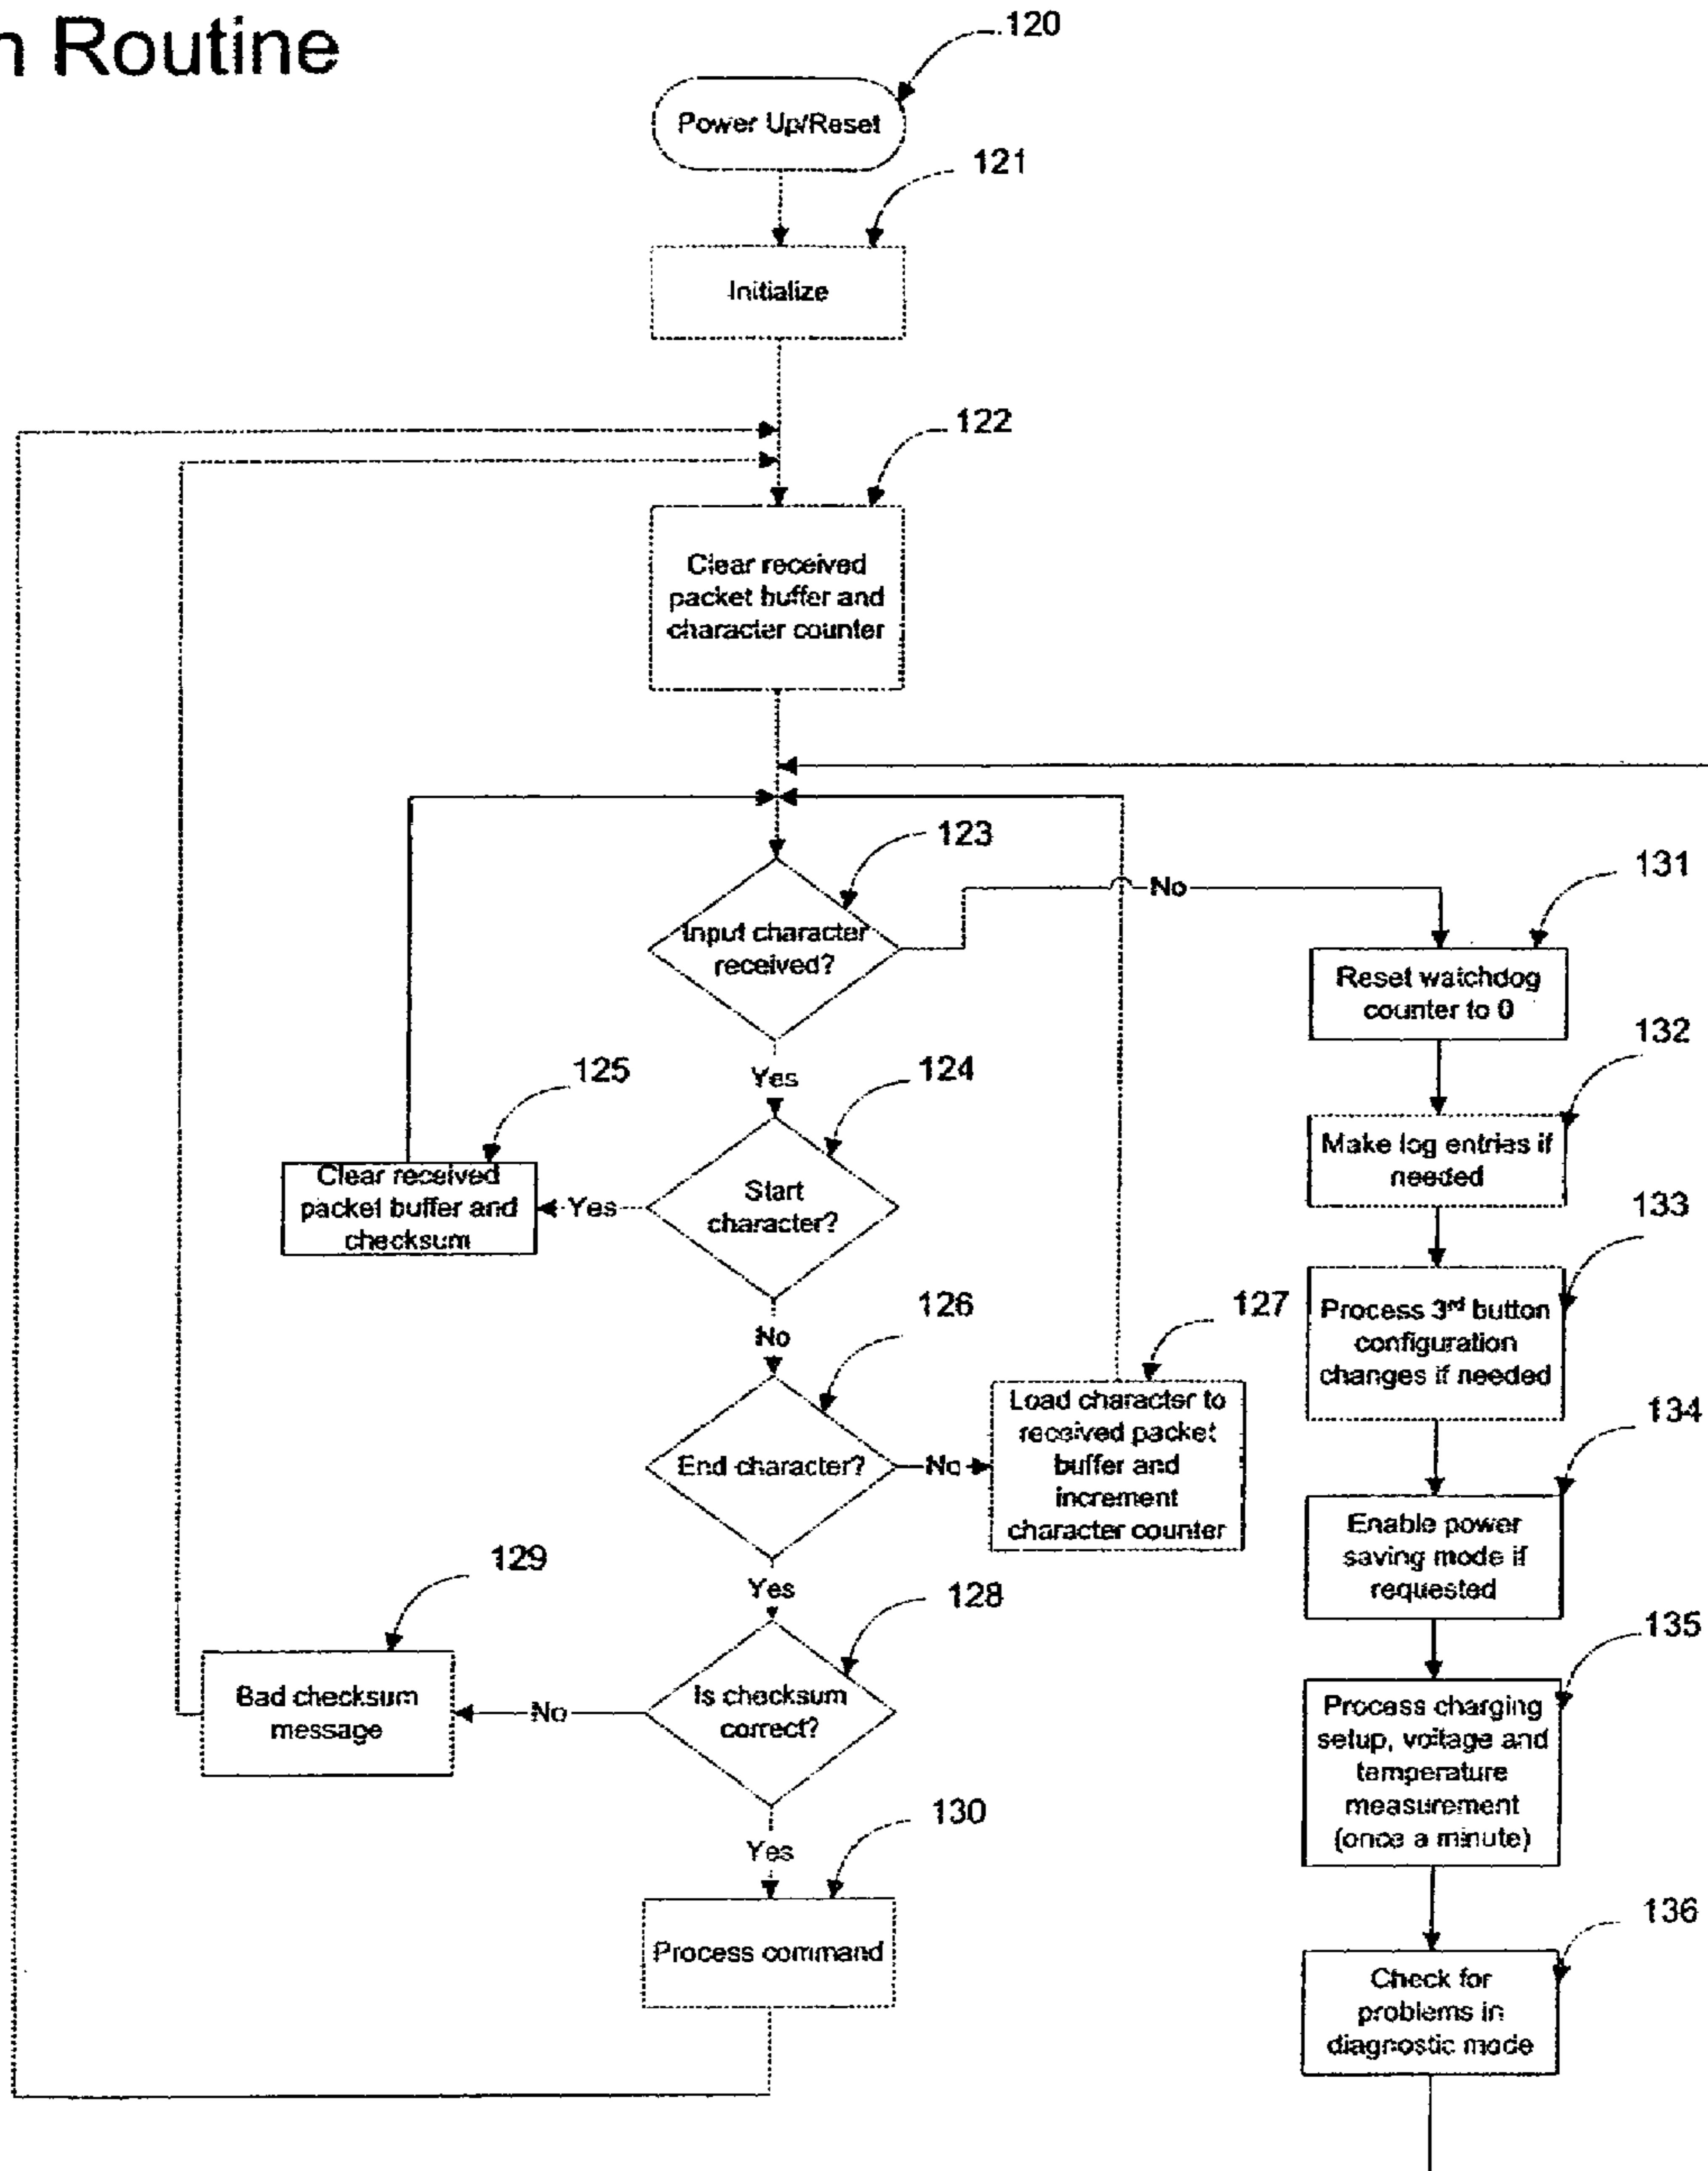 n Routine
120
Power Up/Reset
121
Initialize
122
Clear received
packet buffer and
character counter
123
Input character
received?
No
131
Reset watchdog
counter to 0
Yes
132
125
124
Make log entries if
needed
Clear received
packet buffer and
checksum
Yes
Start
character?
133
No
126
127
Process 3rd button
configuration
changes if needed
End character?
No
Load character to
received packet
buffer and
increment
character counter
134
Enable power
saving mode if
requested
129
Yes
128
135
Bad checksum
message
No
Is checksum
correct?
Process charging
setup, voltage and
temperature
measurement
(once a minute)
Yes
130
136
Process command
Check for
problems in
diagnostic mode